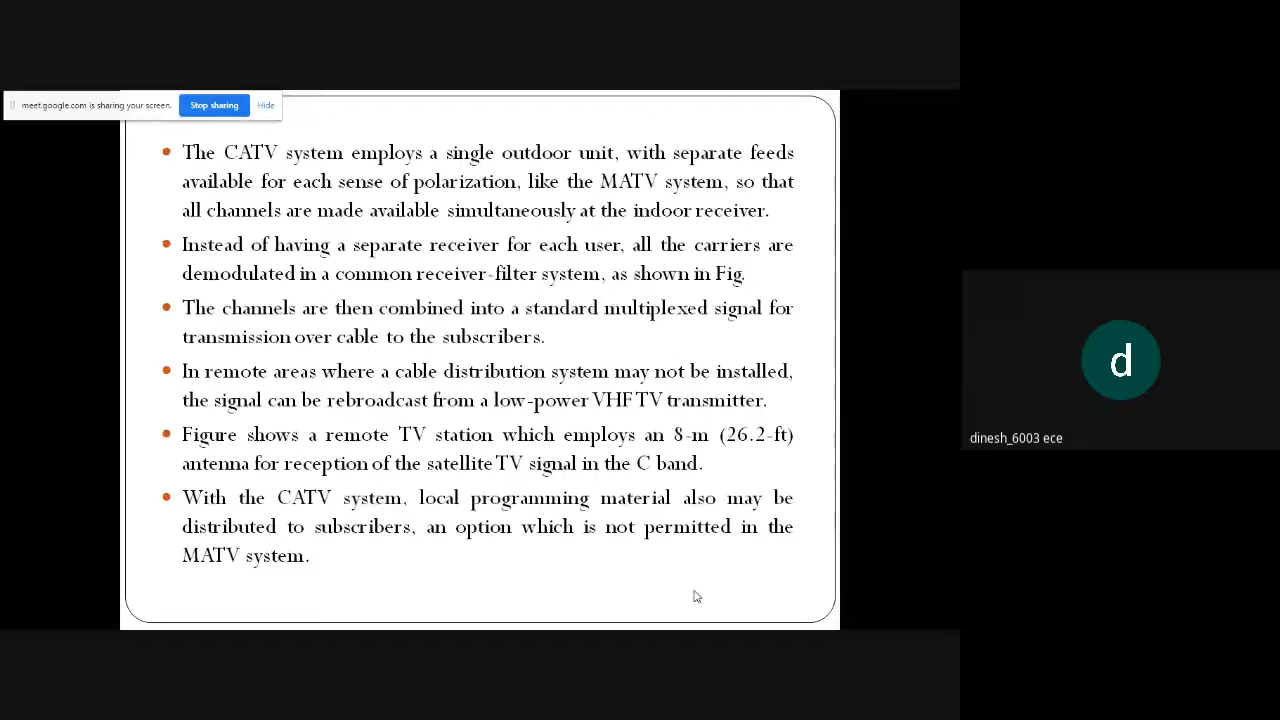 meet.google.com is sharing your screen. Stop sharing Hide
The CATV system employs a single outdoor unit, with separate feeds
available for each sense of polarization, like the MATV system, so that
all channels are made available simultaneously at the indoor receiver.
Instead of having a separate receiver for each user, all the carriers are
demodulated in a common receiver-filter system, as shown in Fig.
The channels are then combined into a standard multiplexed signal for
transmission over cable to the subscribers.
In remote areas where a cable distribution system may not be installed,
the signal can be rebroadcast from a low-power VHF TV transmitter.
Figure shows a remote TV station which employs an 8-m (26.2-ft)
antenna for reception of the satellite TV signal in the C band.
With the CATV system, local programming material also may be
distributed to subscribers, an option which is not permitted in the
MATV system.
d
dinesh_6003 ece